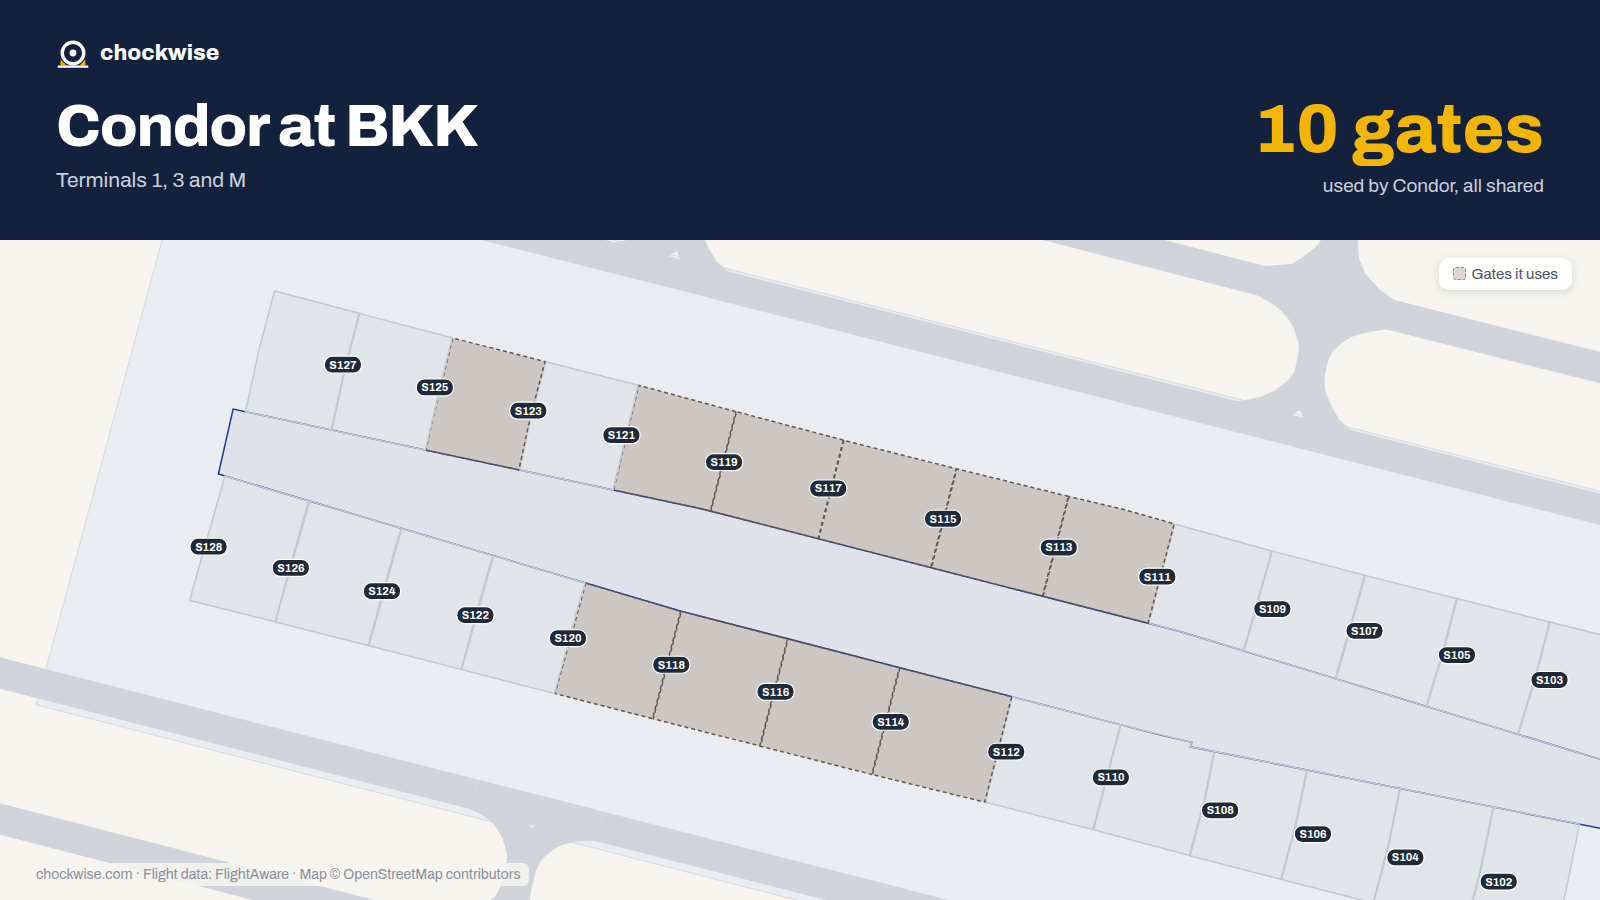 chockwise
Condor at BKK
Terminals 1, 3 and M
10 gates
used by Condor, all shared
Gates it uses
S127
S125
S123
S121
S119
S117
S115
S113
S111
S109
S107
S105
S103
S128
S126
S124
S122
S120
S118
S116
S114
S112
S110
S108
S106
S104
S102
chockwise.com · Flight data: FlightAware · Map © OpenStreetMap contributors